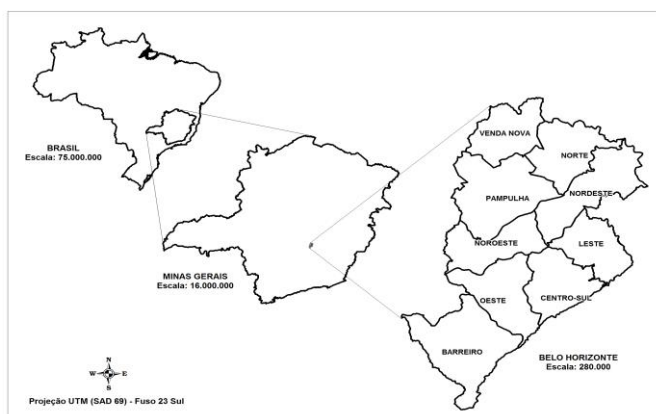 BRASIL
Escala: 75.000.000
MINAS GERAIS
Escala: 16.000.000
VENDA NOVA
NORTE
NORDESTE
PAMPULHA
NOROESTE
LESTE
OESTE
CENTRO-SUL
BARREIRO
BELO HORIZONTE
Escala: 280.000
N
W E
S
Projeção UTM (SAD 69) - Fuso 23 Sul